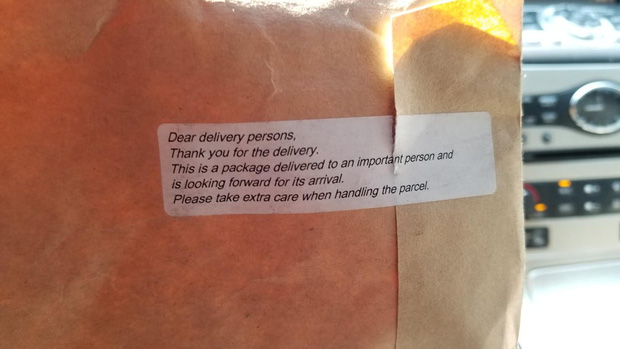 Dear delivery persons,
Thank you for the delivery.
This is a package delivered to an important person and
is looking forward for its arrival.
Please take extra care when handling the parcel.